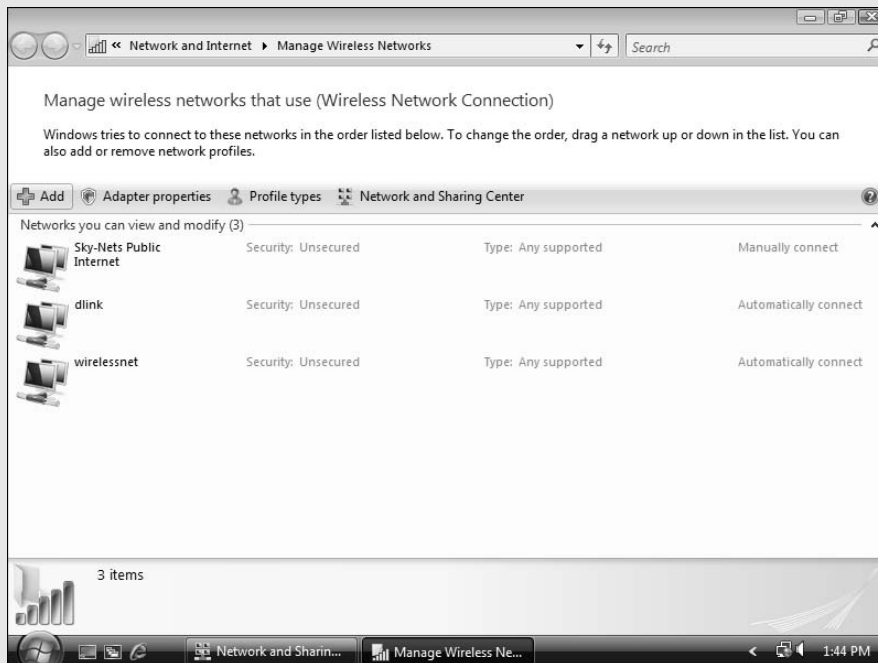 « Network and Internet ▸ Manage Wireless Networks
Search
Manage wireless networks that use (Wireless Network Connection)
Windows tries to connect to these networks in the order listed below. To change the order, drag a network up or down in the list. You can
also add or remove network profiles.
Add Adapter properties Profile types Network and Sharing Center
Networks you can view and modify (3)
Sky-Nets Public Internet Security: Unsecured Type: Any supported Manually connect
dlink Security: Unsecured Type: Any supported Automatically connect
wirelessnet Security: Unsecured Type: Any supported Automatically connect
3 items
Network and Sharin... Manage Wireless Ne... 1:44 PM